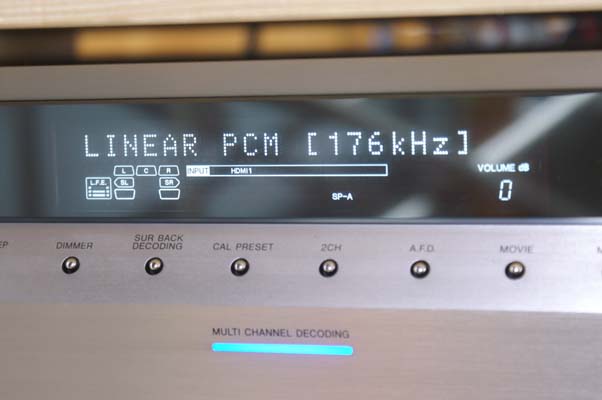 LINEAR PCM [176kHz]
L C R INPUT HDMI1 VOLUME dB
L.F.E. SL SR
SP-A 0
EP DIMMER SUR BACK DECODING CAL PRESET 2CH A.F.D. MOVIE M
MULTI CHANNEL DECODING